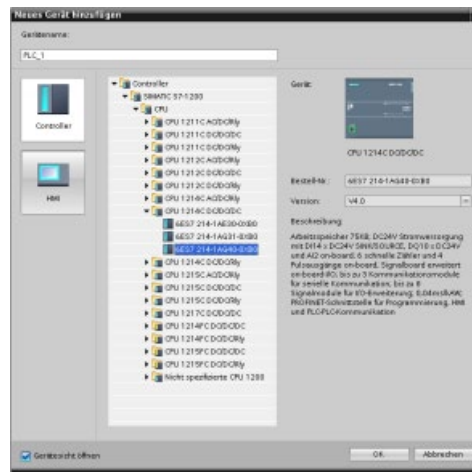 Neues Gerät hinzufügen
Gerätename:
PLC_1
Controller
HMI
Controller
SIMATIC S7-1200
CPU
CPU 1211C AC/DC/Rly
CPU 1211C DC/DC/DC
CPU 1211C DC/DC/Rly
CPU 1212C AC/DC/Rly
CPU 1212C DC/DC/DC
CPU 1212C DC/DC/Rly
CPU 1214C AC/DC/Rly
CPU 1214C DC/DC/DC
6ES7 214-1AE30-0XB0
6ES7 214-1AG31-0XB0
6ES7 214-1AG40-0XB0
CPU 1214C DC/DC/Rly
CPU 1215C AC/DC/Rly
CPU 1215C DC/DC/DC
CPU 1215C DC/DC/Rly
CPU 1217C DC/DC/DC
CPU 1214FC DC/DC/DC
CPU 1214FC DC/DC/Rly
CPU 1215FC DC/DC/DC
CPU 1215FC DC/DC/Rly
Nicht spezifizierte CPU 1200
Gerät:
CPU 1214C DC/DC/DC
Bestell-Nr.:
6ES7 214-1AG40-0XB0
Version:
V4.0
Beschreibung:
Arbeitsspeicher 75KB; DC24V Stromversorgung
mit DI14 x DC24V SINK/SOURCE, DQ10 x DC24V
und AI2 on-board; 6 schnelle Zähler und 4
Pulsausgänge on-board; Signalboard erweitert
on-board I/O; bis zu 3 Kommunikationsmodule
für serielle Kommunikation; bis zu 8
Signalmodule für I/O-Erweiterung; 0,04ms/kAW;
PROFINET-Schnittstelle für Programmierung, HMI
und PLC-PLC-Kommunikation
Gerätesicht öffnen
OK
Abbrechen